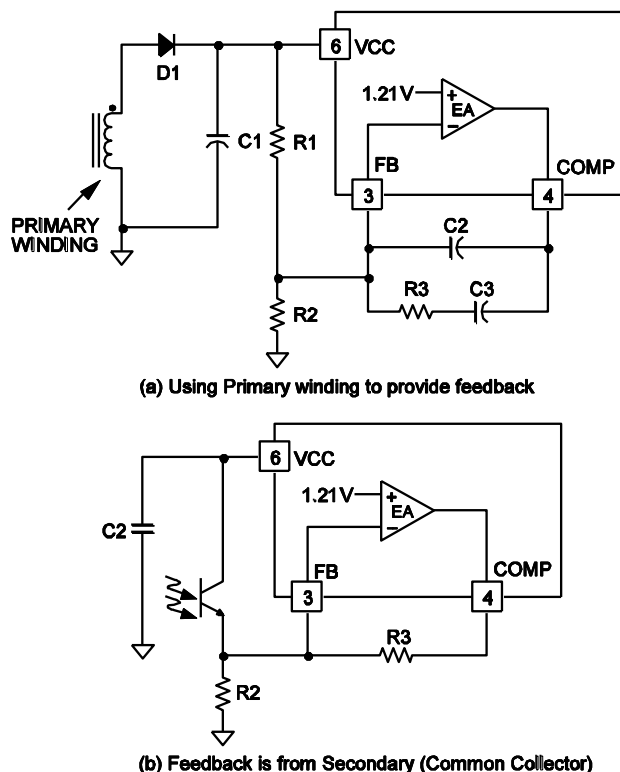 6
VCC
D1
1.21V
+
EA
−
C1
R1
FB
COMP
3
4
PRIMARY
WINDING
C2
R3
C3
R2
(a) Using Primary winding to provide feedback
6
VCC
1.21V
+
EA
−
C2
FB
COMP
3
4
R3
R2
(b) Feedback is from Secondary (Common Collector)